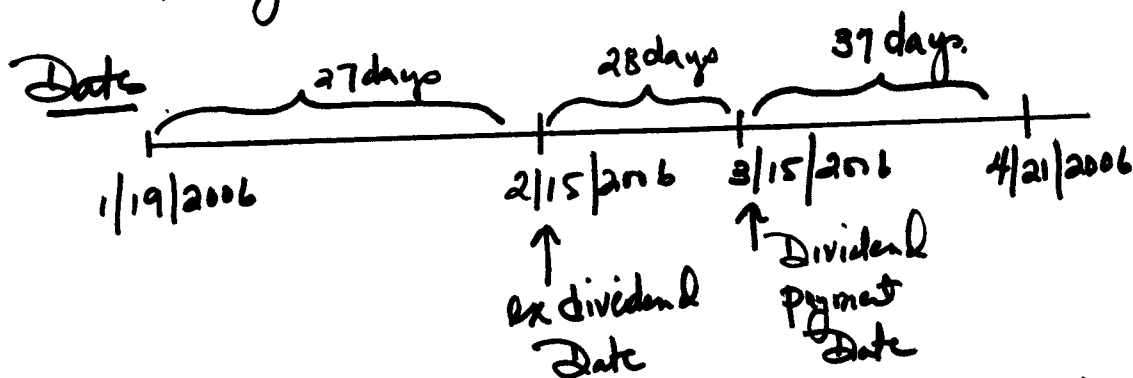 Date
27 days
28 days
37 days.
1/19/2006
2/15/2006
3/15/2006
4/21/2006
ex dividend
Date
Dividend
Payment
Date